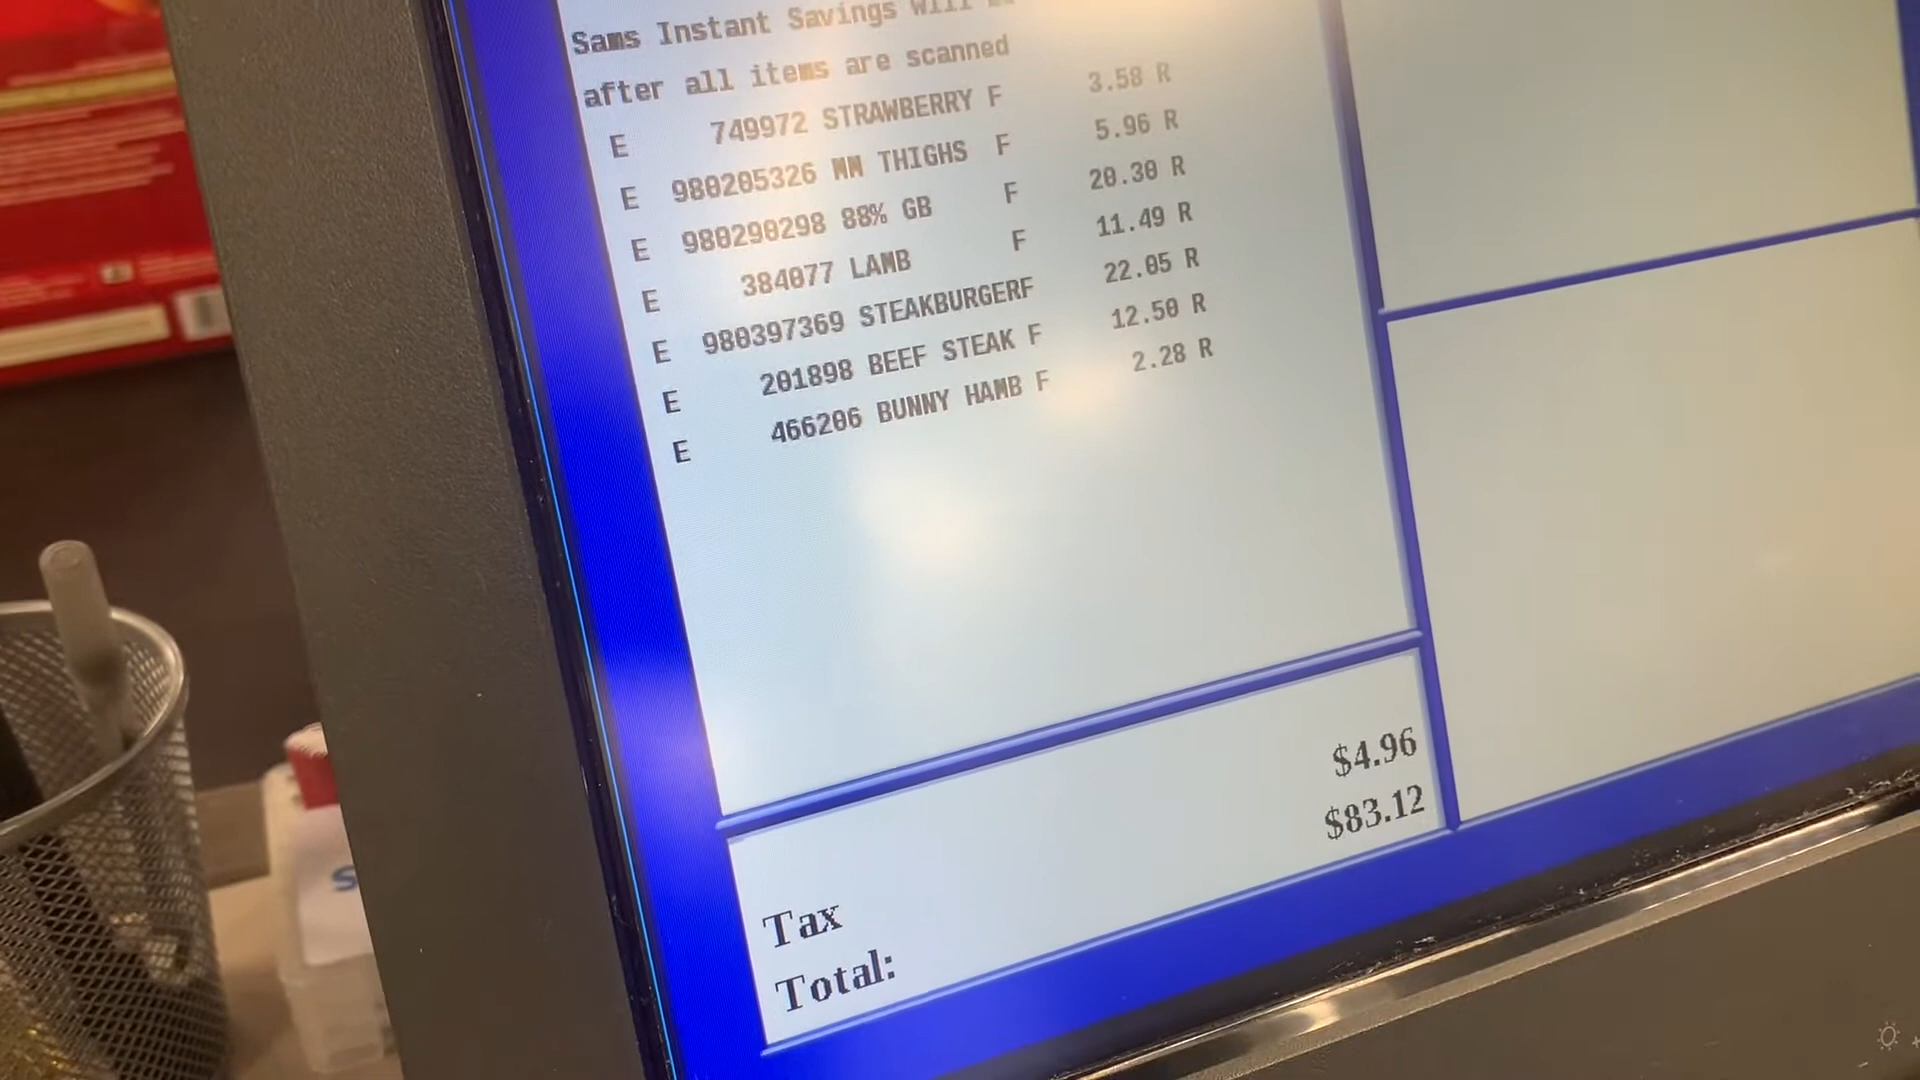 Sams Instant Savings Will
after all items are scanned
E 749972 STRAWBERRY F 3.58 R
E 980205326 MM THIGHS F 5.96 R
E 980290298 88% GB F 20.30 R
E 384077 LAMB F 11.49 R
E 980397369 STEAKBURGERF 22.05 R
E 201898 BEEF STEAK F 12.50 R
E 466206 BUNNY HAMB F 2.28 R
Tax $4.96
Total: $83.12